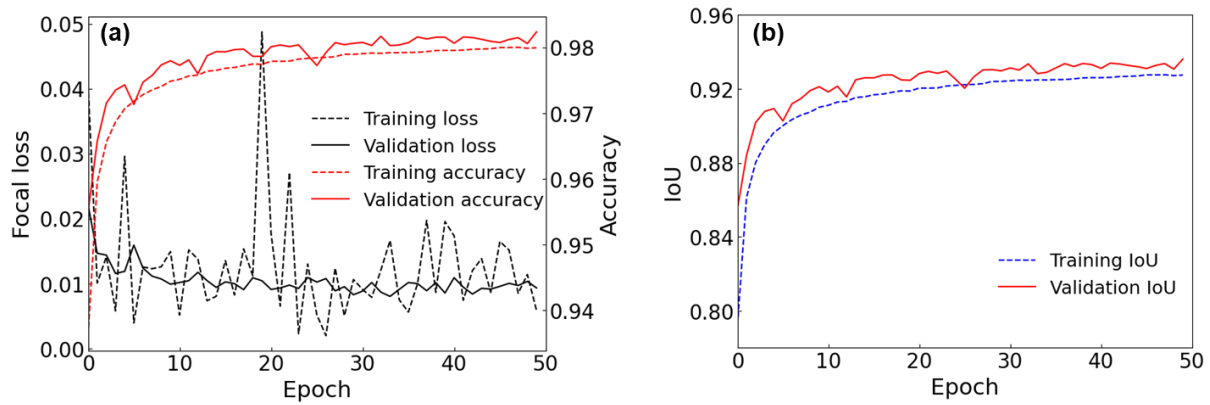 (a)
0.05
0.04
0.03
0.02
0.01
0.00
Focal loss
0.98
0.97
0.96
0.95
0.94
Accuracy
Training loss
Validation loss
Training accuracy
Validation accuracy
0 10 20 30 40 50
Epoch
(b)
0.96
0.92
0.88
0.84
0.80
IoU
Training IoU
Validation IoU
0 10 20 30 40 50
Epoch